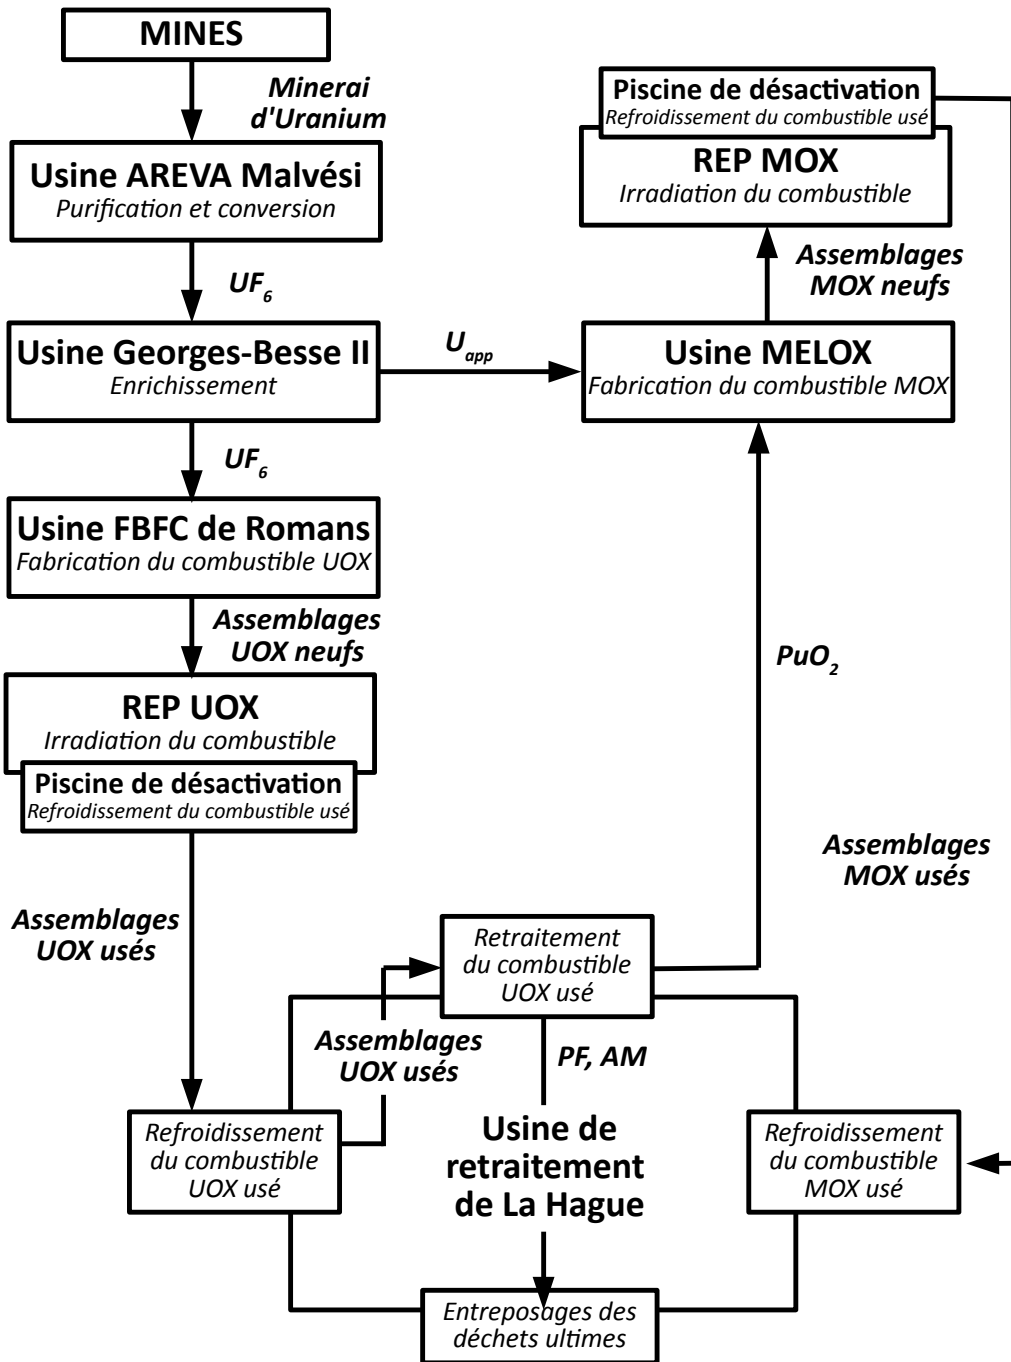 MINES
Minerai
d'Uranium
Usine AREVA Malvési
Purification et conversion
UF6
Usine Georges-Besse II
Enrichissement
Uapp
UF6
Usine FBFC de Romans
Fabrication du combustible UOX
Assemblages
UOX neufs
REP UOX
Irradiation du combustible
Piscine de désactivation
Refroidissement du combustible usé
Assemblages
UOX usés
Piscine de désactivation
Refroidissement du combustible usé
REP MOX
Irradiation du combustible
Assemblages
MOX neufs
Usine MELOX
Fabrication du combustible MOX
PuO2
Assemblages
MOX usés
Retraitement
du combustible
UOX usé
Assemblages
UOX usés
PF, AM
Refroidissement
du combustible
UOX usé
Usine de
retraitement
de La Hague
Refroidissement
du combustible
MOX usé
Entreposages des
déchets ultimes